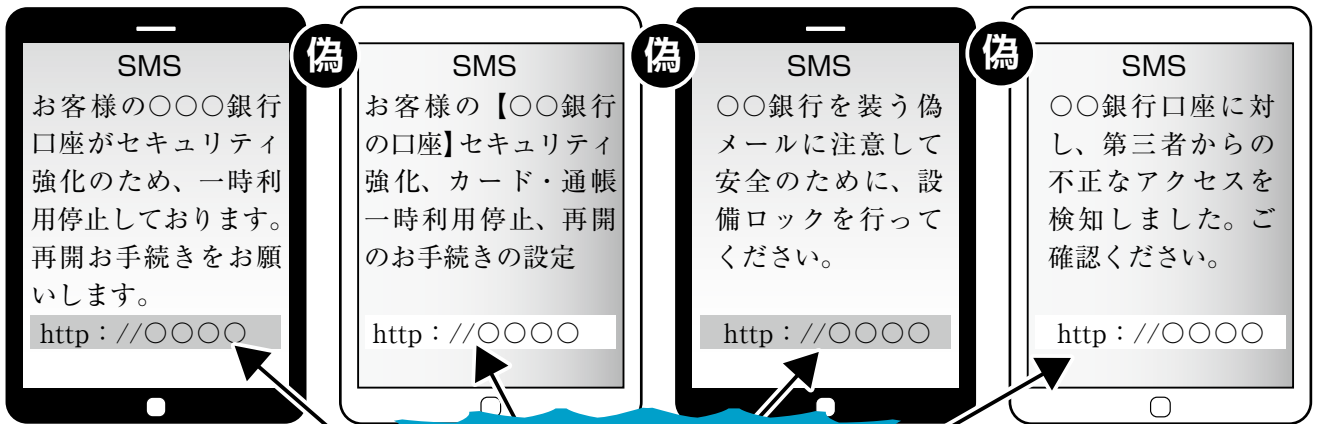 SMS
お客様の○○○銀行
口座がセキュリティ
強化のため、一時利
用停止しております。
再開お手続きをお願
いします。
http：//○○○○
偽
SMS
お客様の【○○銀行
の口座】セキュリティ
強化、カード・通帳
一時利用停止、再開
のお手続きの設定
http：//○○○○
偽
SMS
○○銀行を装う偽
メールに注意して
安全のために、設
備ロックを行って
ください。
http：//○○○○
偽
SMS
○○銀行口座に対
し、第三者からの
不正なアクセスを
検知しました。ご
確認ください。
http：//○○○○